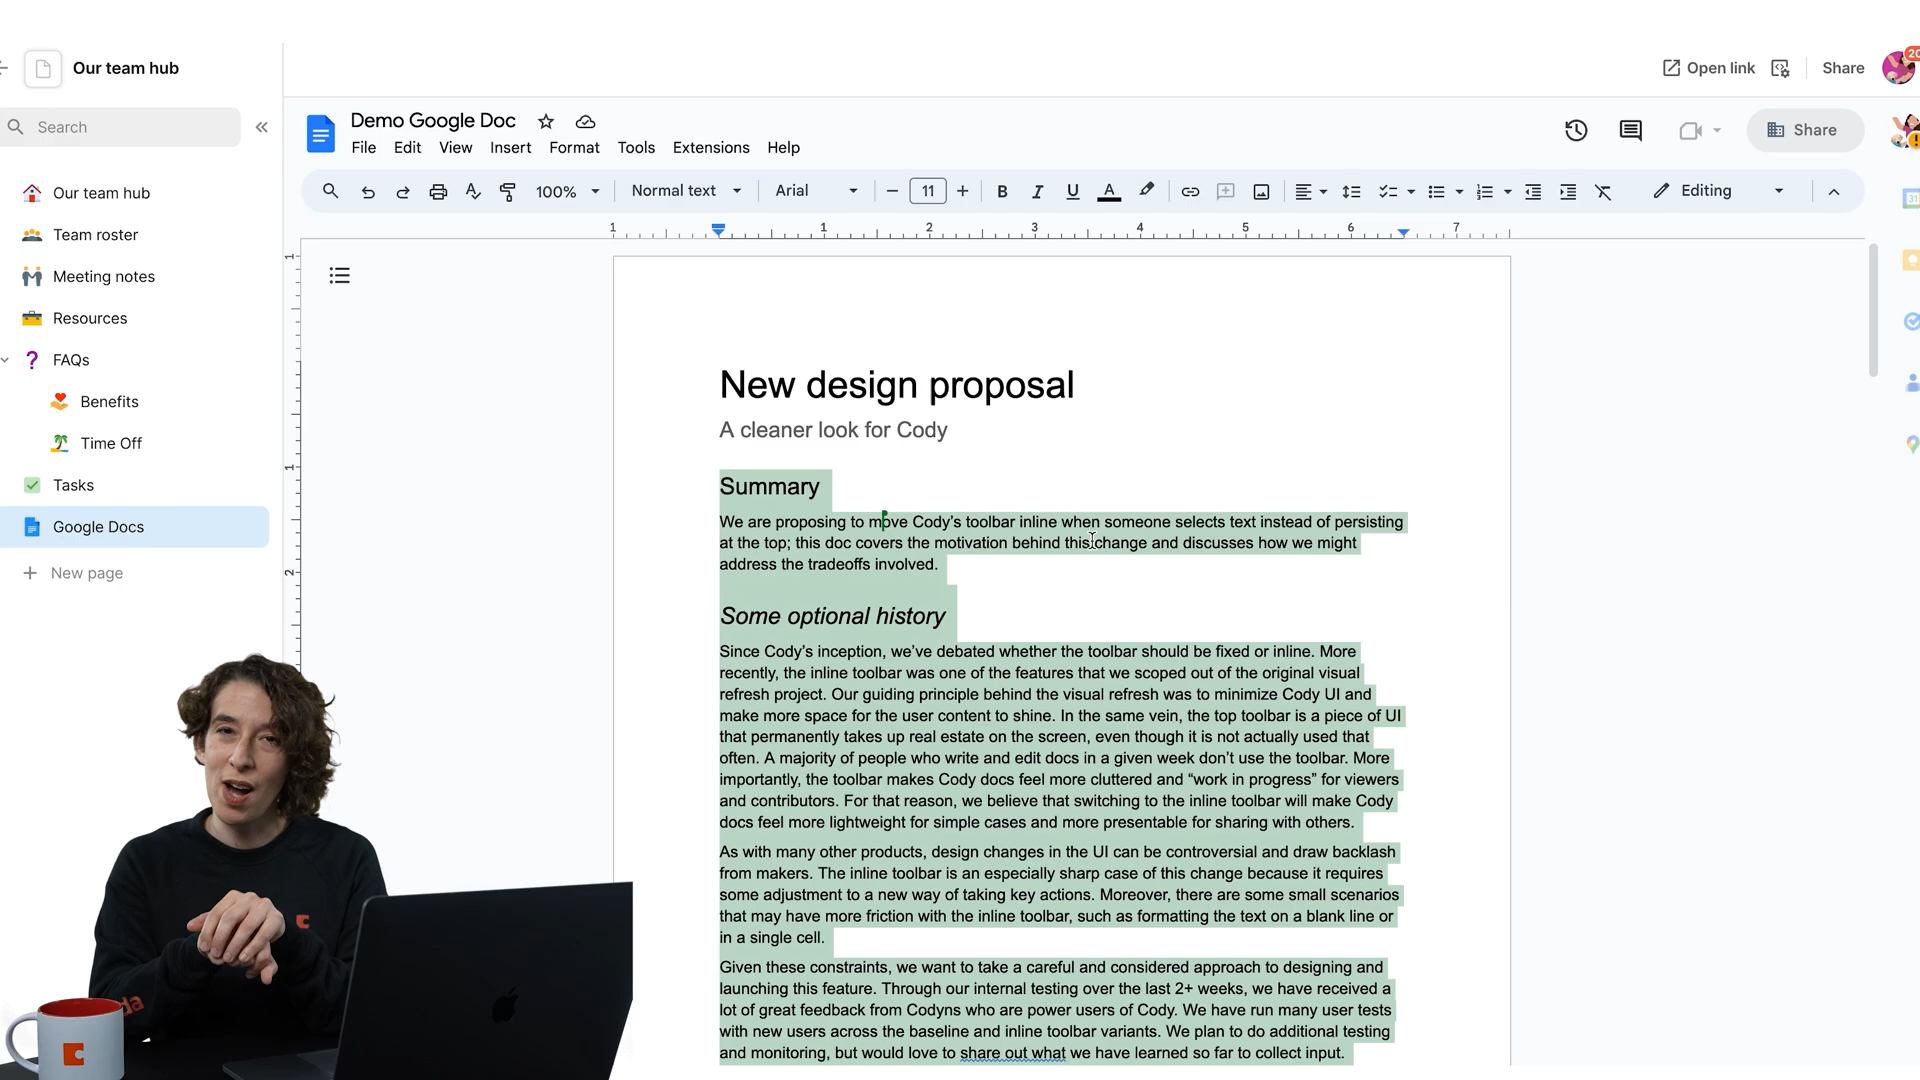 Our team hub
Open link
Share
20
Search
Demo Google Doc
File Edit View Insert Format Tools Extensions Help
Share
100% Normal text Arial 11 Editing
31
1 1 2 3 4 5 6 7
1
1
2
Our team hub
Team roster
Meeting notes
Resources
FAQs
Benefits
Time Off
Tasks
Google Docs
New page
New design proposal
A cleaner look for Cody
Summary
We are proposing to move Cody’s toolbar inline when someone selects text instead of persisting
at the top; this doc covers the motivation behind this change and discusses how we might
address the tradeoffs involved.
Some optional history
Since Cody’s inception, we’ve debated whether the toolbar should be fixed or inline. More
recently, the inline toolbar was one of the features that we scoped out of the original visual
refresh project. Our guiding principle behind the visual refresh was to minimize Cody UI and
make more space for the user content to shine. In the same vein, the top toolbar is a piece of UI
that permanently takes up real estate on the screen, even though it is not actually used that
often. A majority of people who write and edit docs in a given week don’t use the toolbar. More
importantly, the toolbar makes Cody docs feel more cluttered and “work in progress” for viewers
and contributors. For that reason, we believe that switching to the inline toolbar will make Cody
docs feel more lightweight for simple cases and more presentable for sharing with others.
As with many other products, design changes in the UI can be controversial and draw backlash
from makers. The inline toolbar is an especially sharp case of this change because it requires
some adjustment to a new way of taking key actions. Moreover, there are some small scenarios
that may have more friction with the inline toolbar, such as formatting the text on a blank line or
in a single cell.
Given these constraints, we want to take a careful and considered approach to designing and
launching this feature. Through our internal testing over the last 2+ weeks, we have received a
lot of great feedback from Codyns who are power users of Cody. We have run many user tests
with new users across the baseline and inline toolbar variants. We plan to do additional testing
and monitoring, but would love to share out what we have learned so far to collect input.